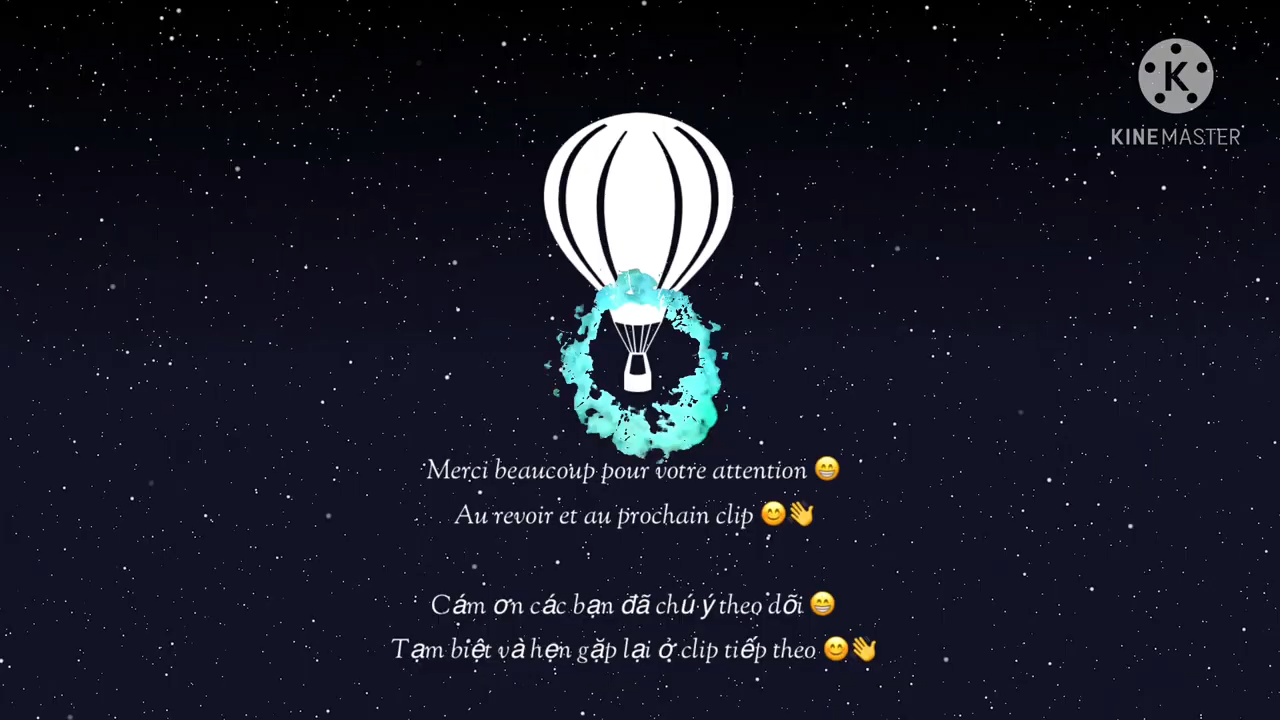 K
KINEMASTER
Merci beaucoup pour votre attention 😁
Au revoir et au prochain clip 😊👋
Cám ơn các bạn đã chú ý theo dõi 😁
Tạm biệt và hẹn gặp lại ở clip tiếp theo 😊👋